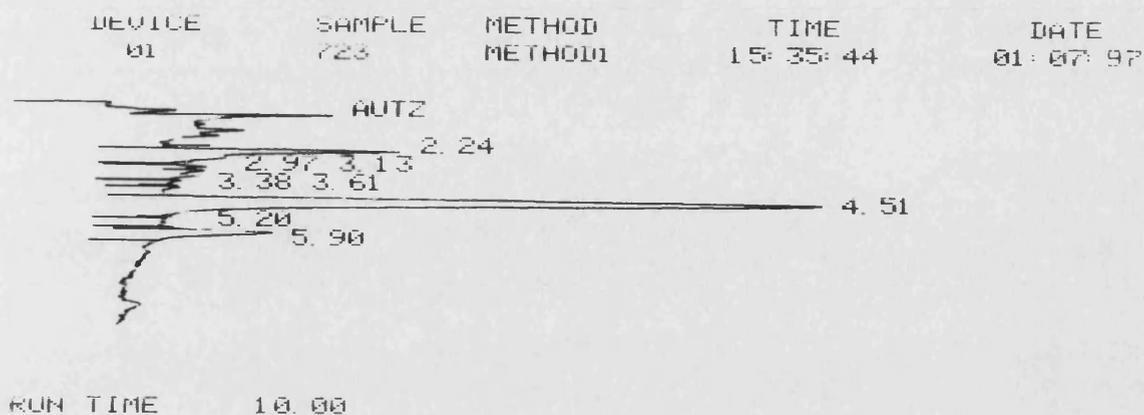 DEVICE SAMPLE METHOD TIME DATE
01 723 METHOD1 15:35:44 01:07:97
AUTZ
2.24
2.97 3.13
3.38 3.61
4.51
5.20
5.90
RUN TIME 10.00